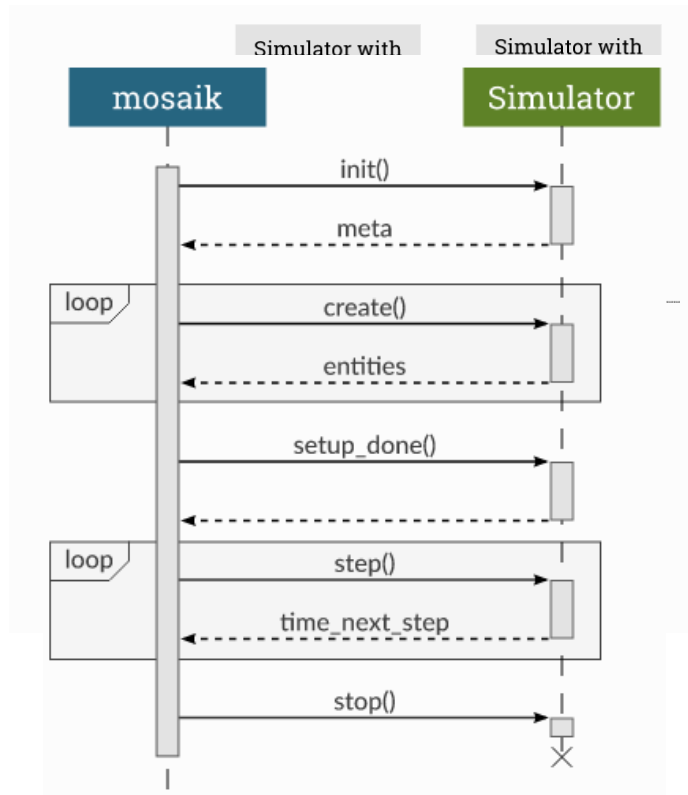 Simulator with
Simulator with
mosaik
Simulator
init()
meta
loop
create()
entities
setup_done()
loop
step()
time_next_step
stop()